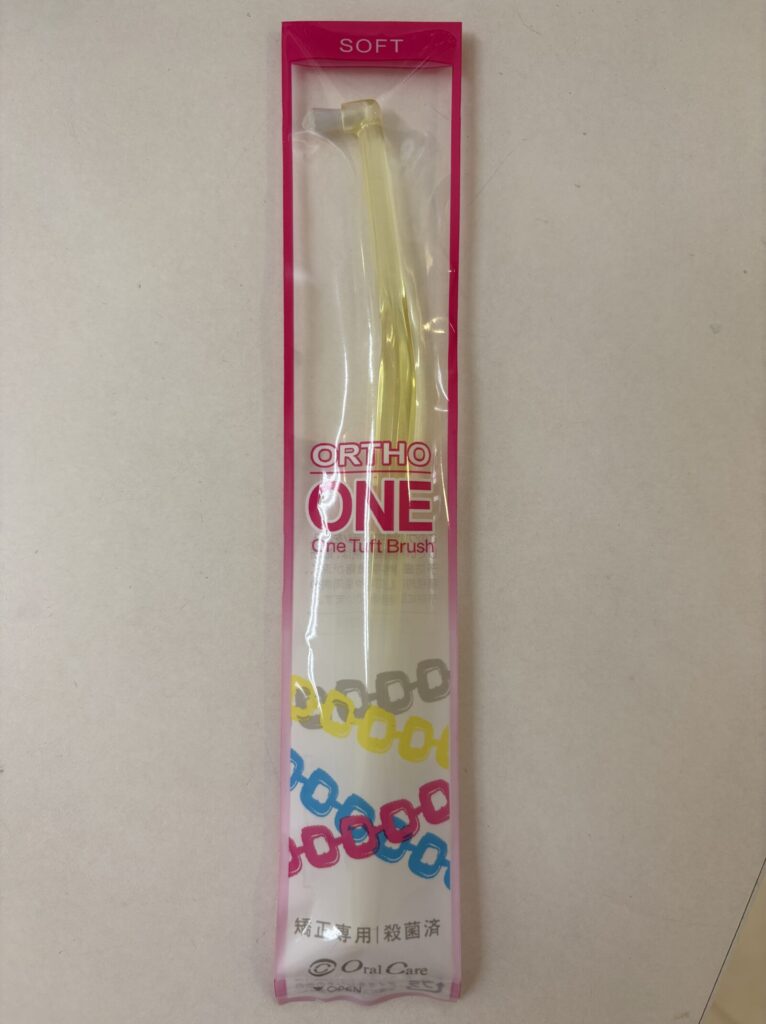 SOFT
ORTHO
ONE
One Tuft Brush
矯正専用|殺菌済
Oral Care
OPEN